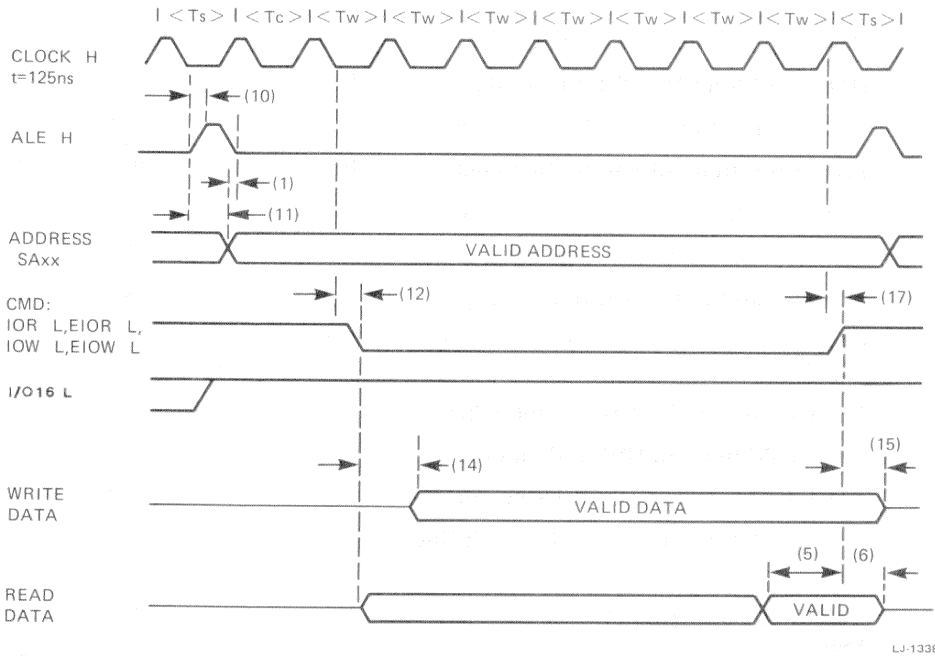 | < Ts > | < Tc > | < Tw > | < Tw > | < Tw > | < Tw > | < Tw > | < Tw > | < Tw > | < Ts > |
CLOCK H
t=125ns
(10)
ALE H
(1)
(11)
ADDRESS
SAxx
VALID ADDRESS
(12)
(17)
CMD:
IOR L,EIOR L,
IOW L,EIOW L
I/O16 L
(14)
(15)
WRITE
DATA
VALID DATA
(5)
(6)
READ
DATA
VALID
LJ-1338